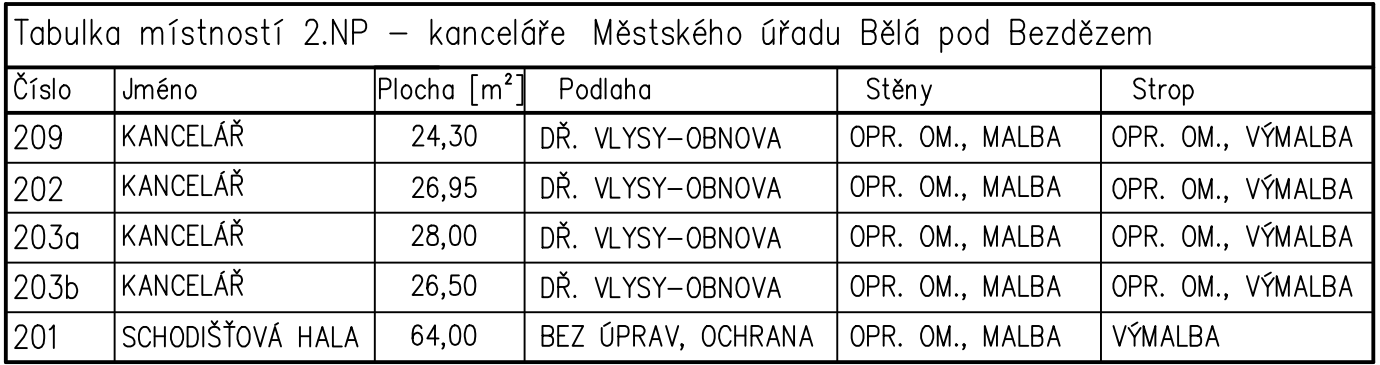 Tabulka místností 2.NP – kanceláře Městského úřadu Bělá pod Bezdězem
Číslo Jméno Plocha [m²] Podlaha Stěny Strop
209 KANCELÁŘ 24,30 DŘ. VLYSY-OBNOVA OPR. OM., MALBA OPR. OM., VÝMALBA
202 KANCELÁŘ 26,95 DŘ. VLYSY-OBNOVA OPR. OM., MALBA OPR. OM., VÝMALBA
203a KANCELÁŘ 28,00 DŘ. VLYSY-OBNOVA OPR. OM., MALBA OPR. OM., VÝMALBA
203b KANCELÁŘ 26,50 DŘ. VLYSY-OBNOVA OPR. OM., MALBA OPR. OM., VÝMALBA
201 SCHODIŠŤOVÁ HALA 64,00 BEZ ÚPRAV, OCHRANA OPR. OM., MALBA VÝMALBA